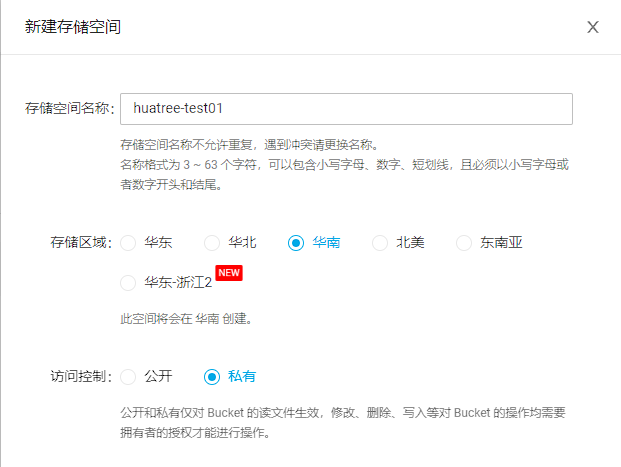 新建存储空间
存储空间名称: huatree-test01
存储空间名称不允许重复，遇到冲突请更换名称。
名称格式为 3 ~ 63 个字符，可以包含小写字母、数字、短划线，且必须以小写字母或
者数字开头和结尾。
存储区域: 华东 华北 华南 北美 东南亚
华东-浙江2 NEW
此空间将会在 华南 创建。
访问控制: 公开 私有
公开和私有仅对 Bucket 的读文件生效，修改、删除、写入等对 Bucket 的操作均需要
拥有者的授权才能进行操作。